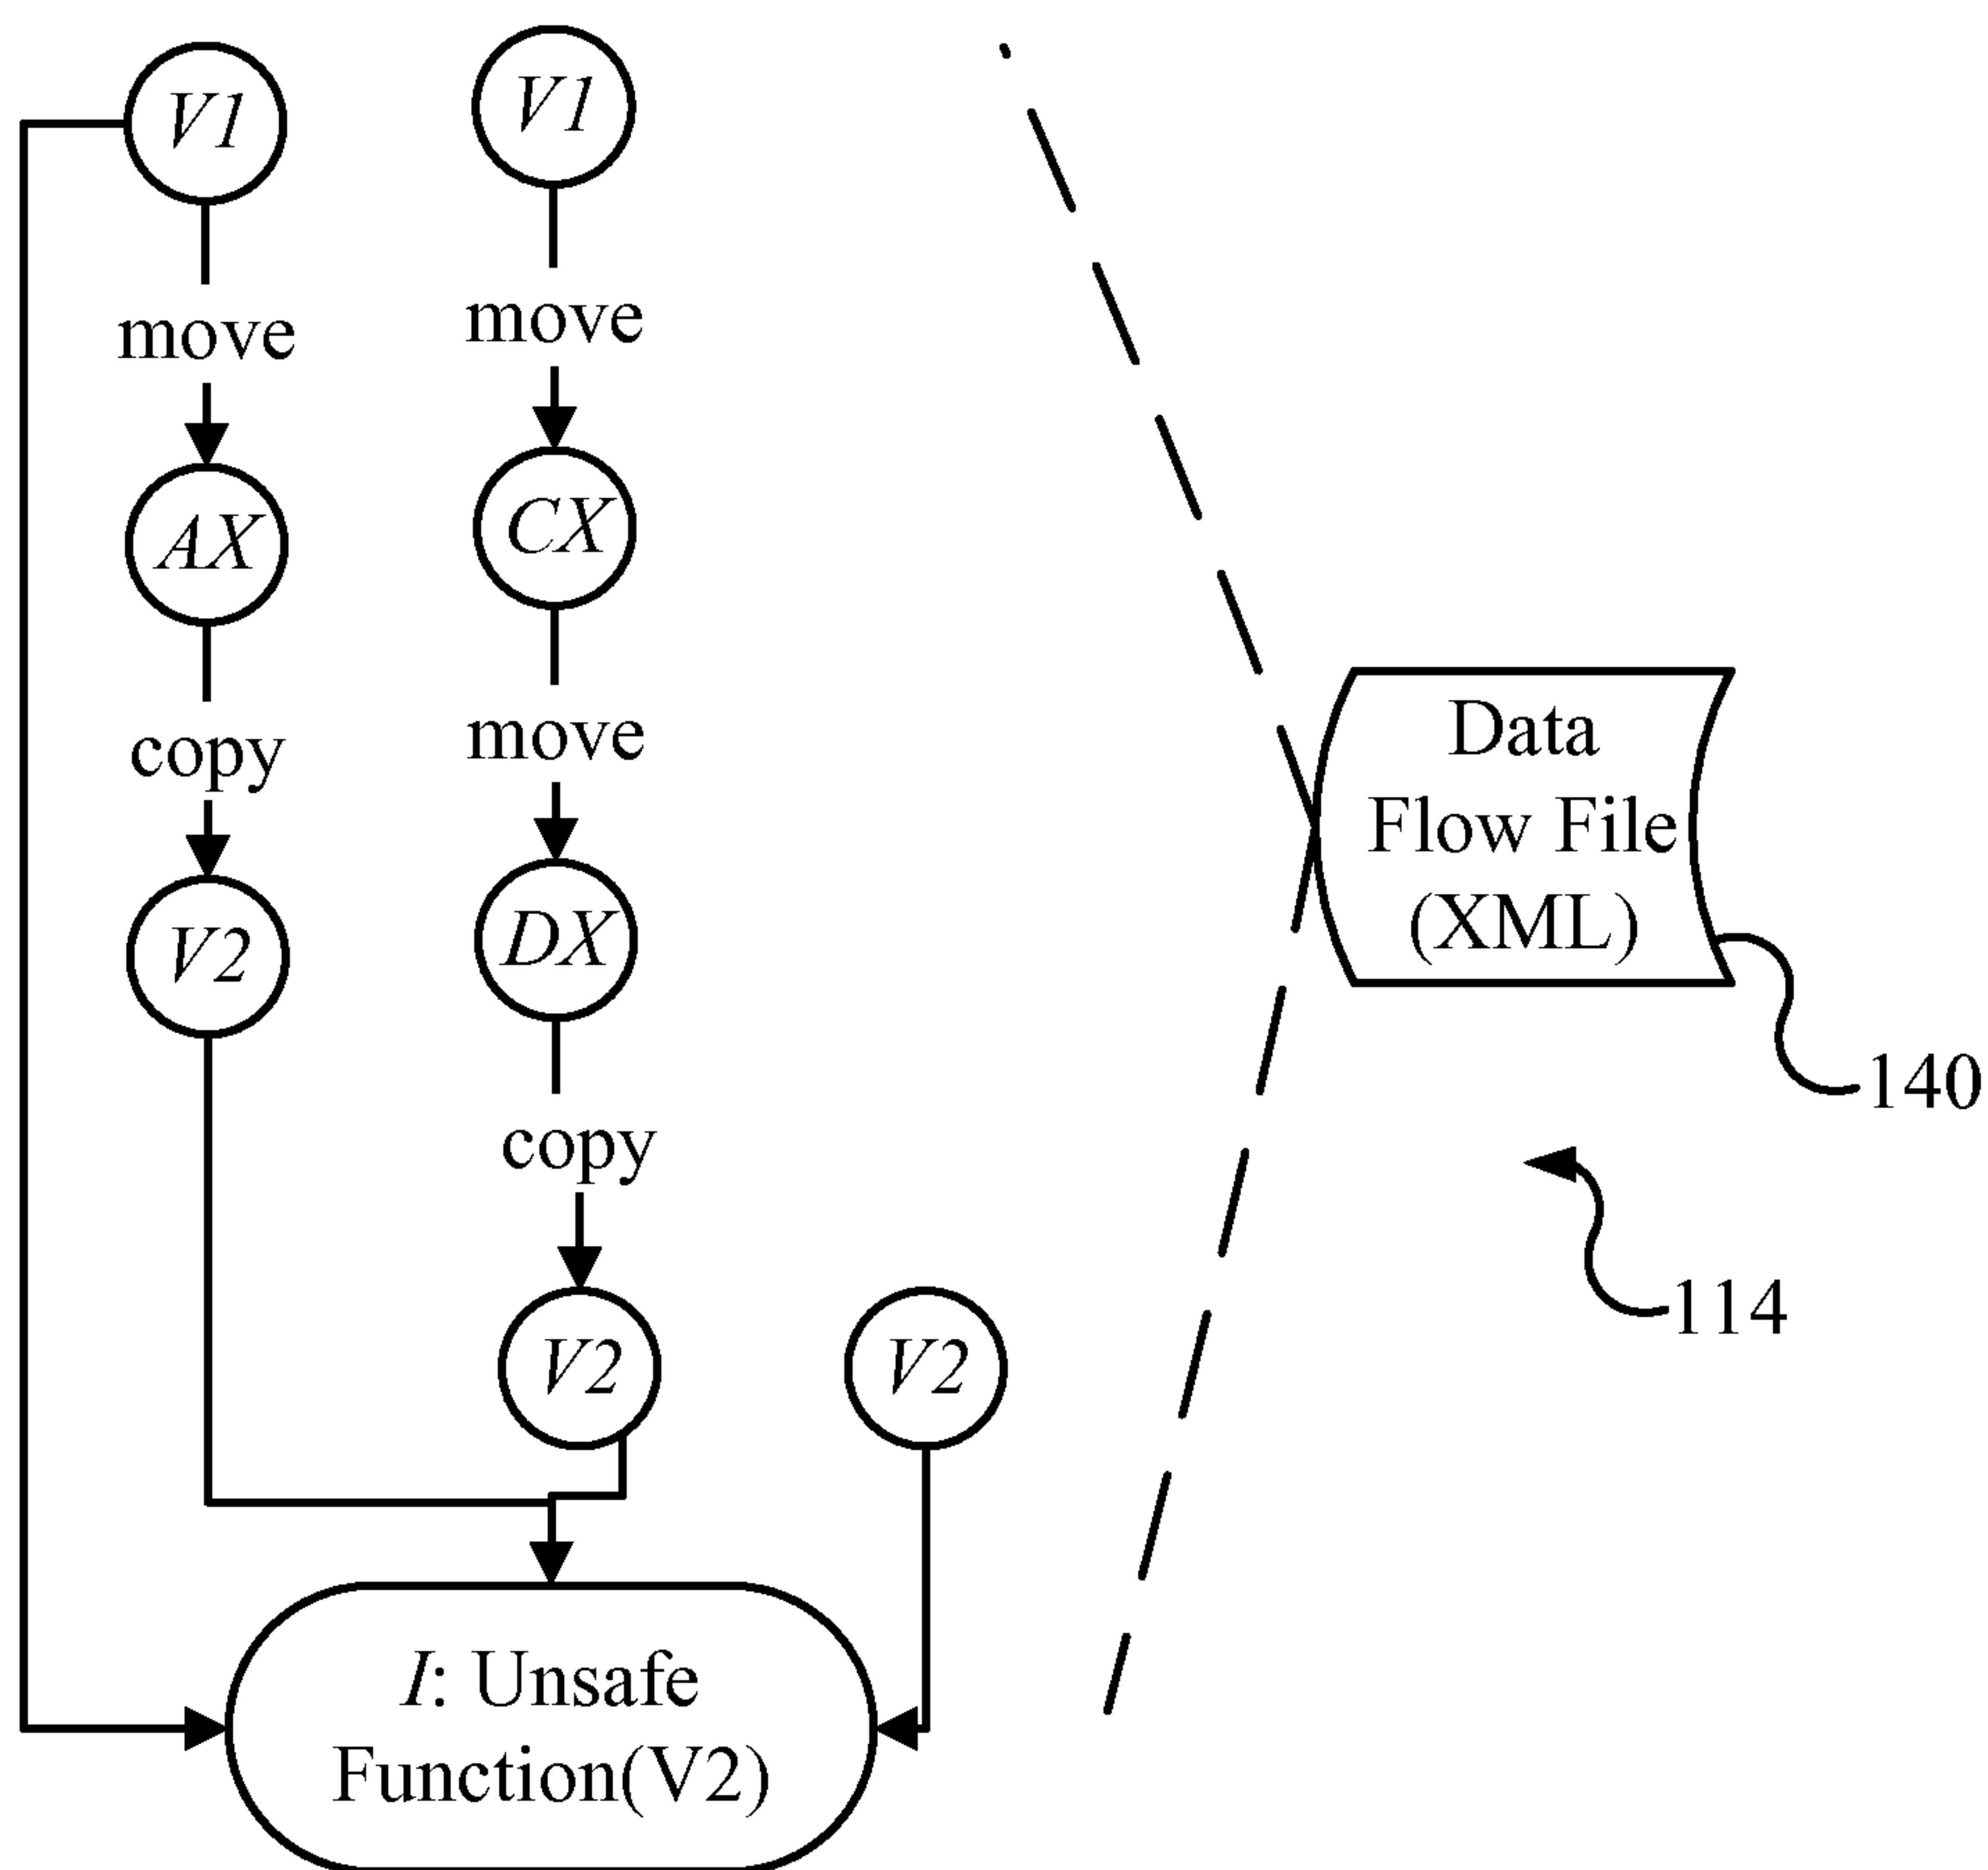 V1
V1
move
move
AX
CX
copy
move
V2
DX
copy
V2
V2
I: Unsafe
Function(V2)
Data
Flow File
(XML)
140
114